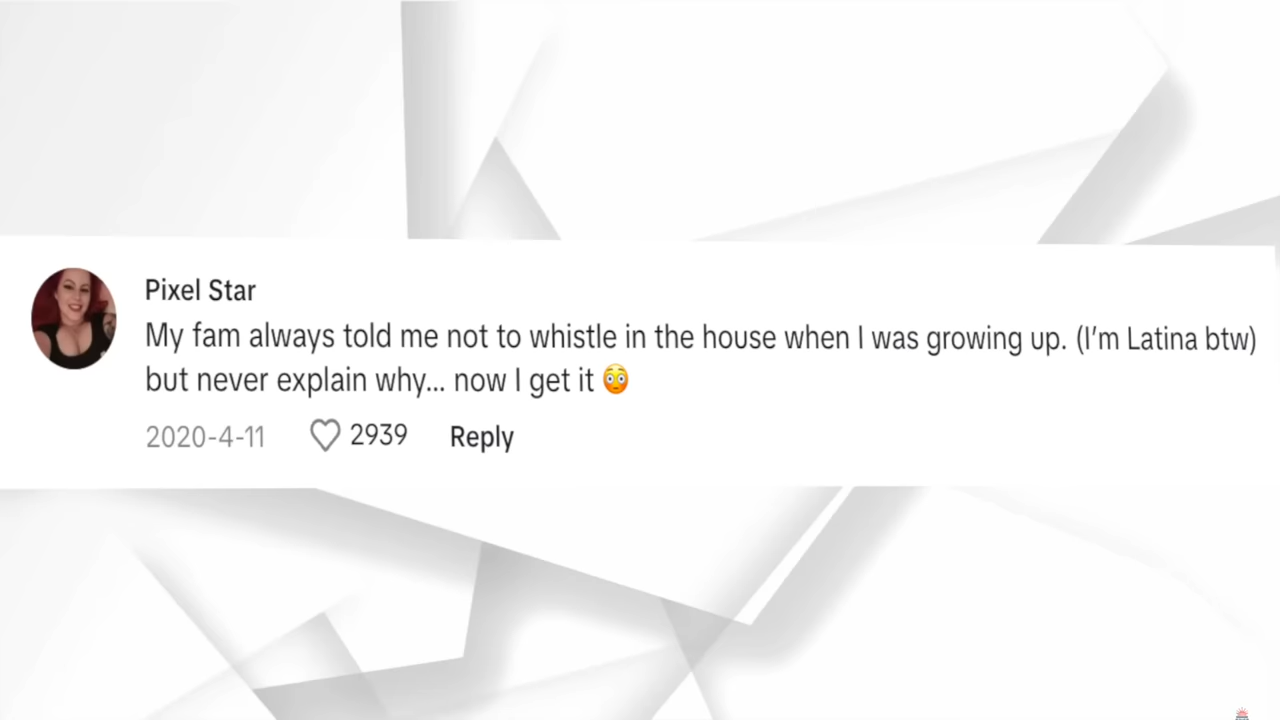 Pixel Star
My fam always told me not to whistle in the house when I was growing up. (I’m Latina btw)
but never explain why... now I get it 😳
2020-4-11 2939 Reply